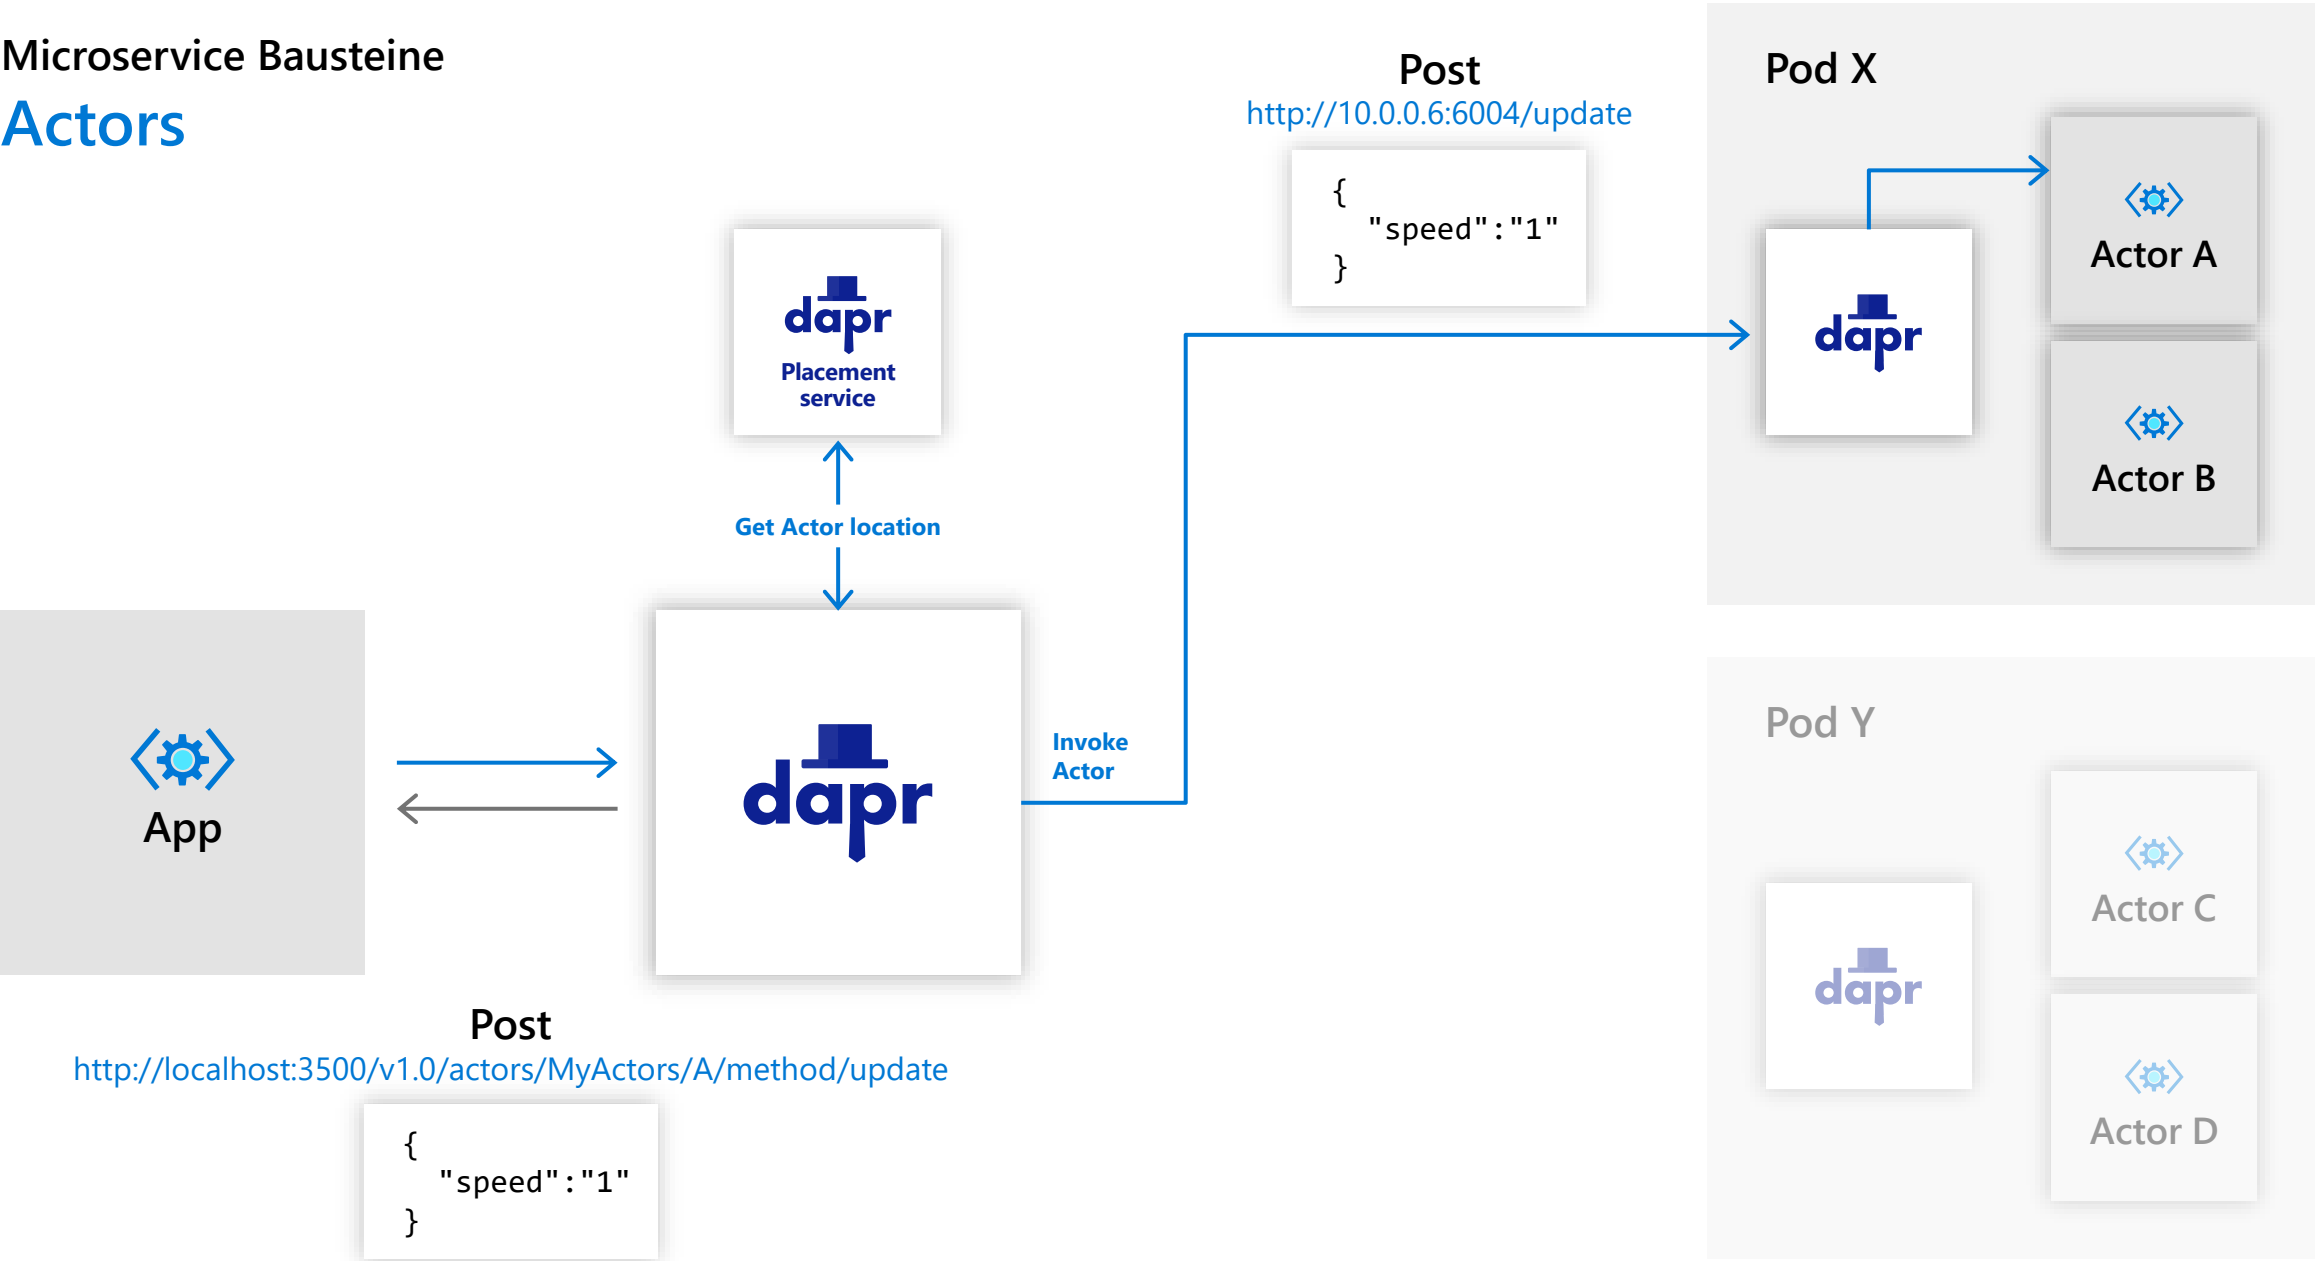 Microservice Bausteine
Actors
Post
http://10.0.0.6:6004/update
{
"speed":"1"
}
Pod X
dapr
Actor A
Actor B
dapr
Placement
service
Get Actor location
App
dapr
Invoke
Actor
Post
http://localhost:3500/v1.0/actors/MyActors/A/method/update
{
"speed":"1"
}
Pod Y
dapr
Actor C
Actor D